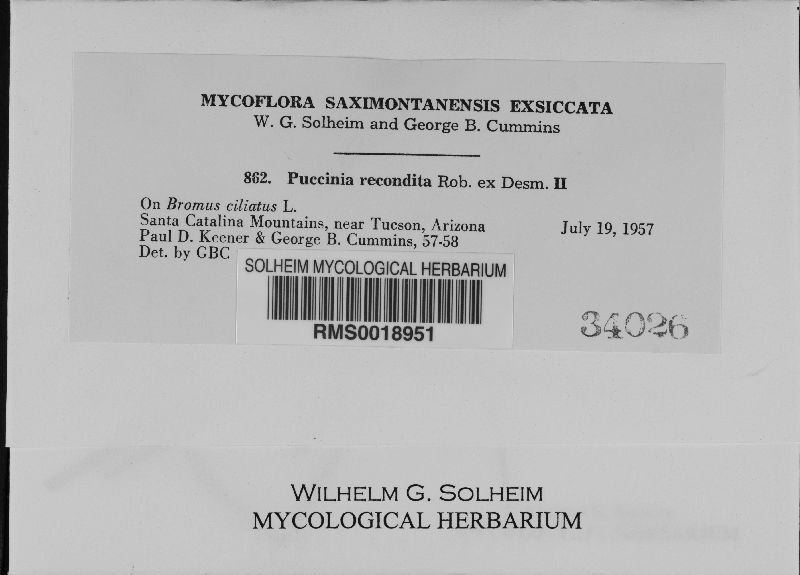 MYCOFLORA SAXIMONTANENSIS EXSICCATA
W. G. Solheim and George B. Cummins
862. Puccinia recondita Rob. ex Desm. II
On Bromus ciliatus L.
Santa Catalina Mountains, near Tucson, Arizona July 19, 1957
Paul D. Keener & George B. Cummins, 57-58
Det. by GBC
SOLHEIM MYCOLOGICAL HERBARIUM
RMS0018951
34026
WILHELM G. SOLHEIM
MYCOLOGICAL HERBARIUM